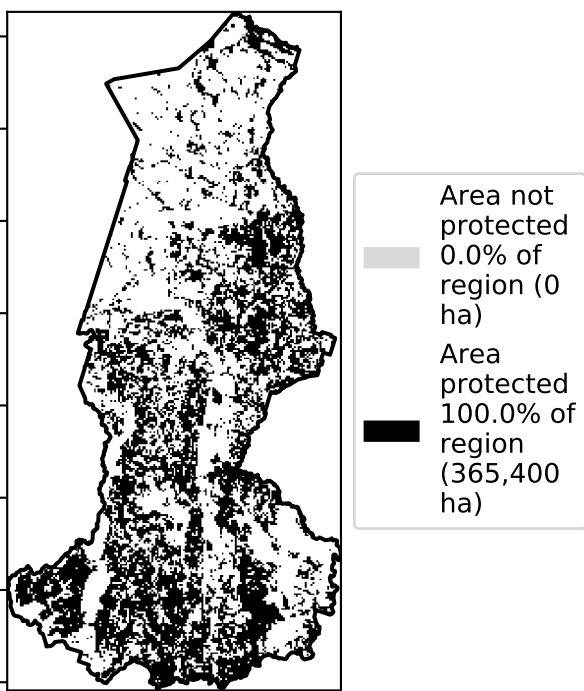 Area not
protected
0.0% of
region (0
ha)
Area
protected
100.0% of
region
(365,400
ha)